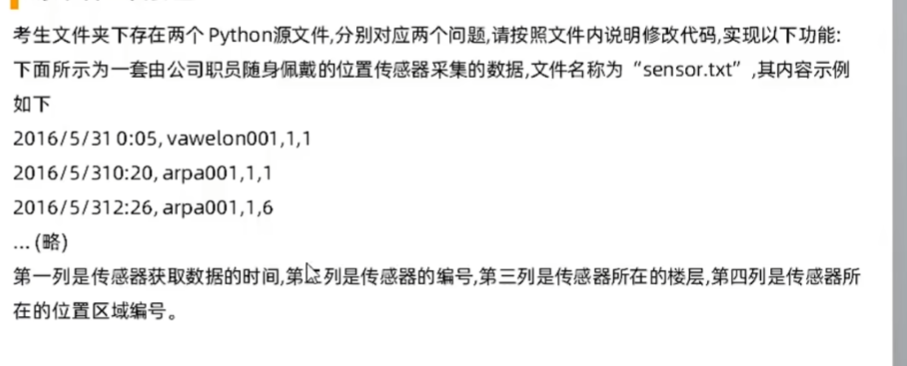 考生文件夹下存在两个 Python源文件,分别对应两个问题,请按照文件内说明修改代码,实现以下功能:
下面所示为一套由公司职员随身佩戴的位置传感器采集的数据,文件名称为“sensor.txt”,其内容示例
如下
2016/5/31 0:05, vawelon001,1,1
2016/5/310:20, arpa001,1,1
2016/5/312:26, arpa001,1,6
... (略)
第一列是传感器获取数据的时间,第二列是传感器的编号,第三列是传感器所在的楼层,第四列是传感器所
在的位置区域编号。